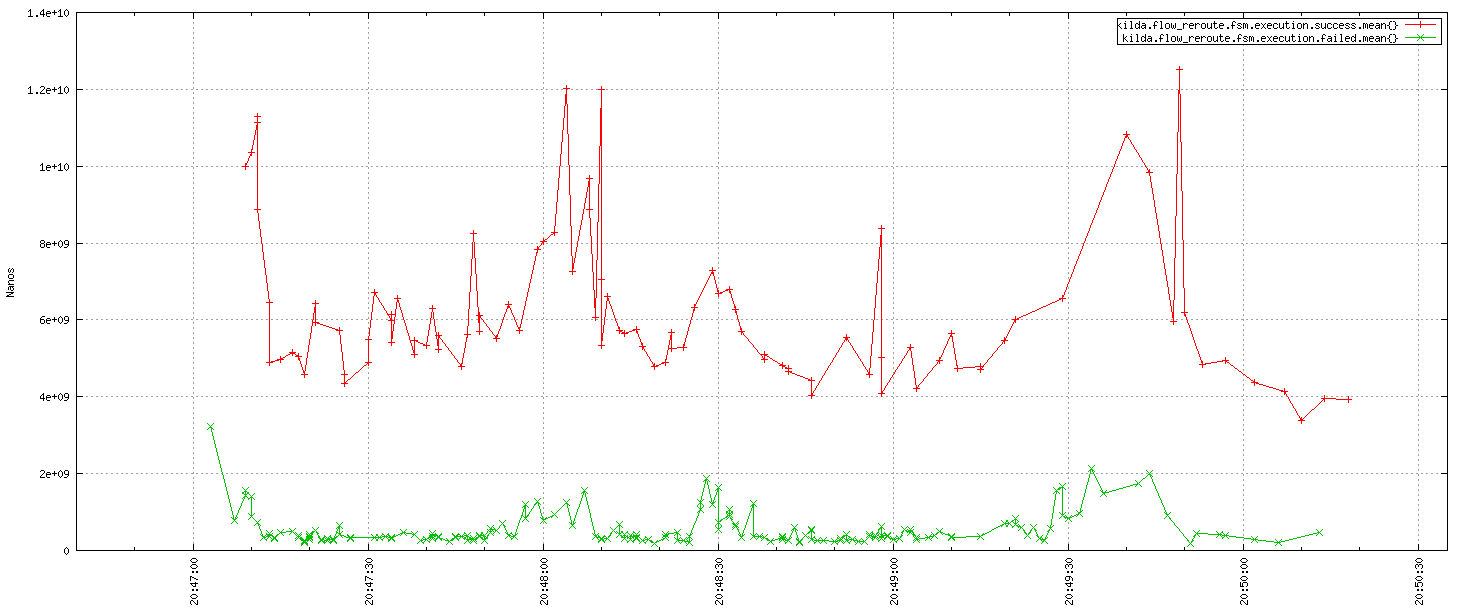 1.4e+10
kilda.flow_reroute.fsm.execution.success.mean{}
kilda.flow_reroute.fsm.execution.failed.mean{}
1.2e+10
1e+10
8e+09
Nanos
6e+09
4e+09
2e+09
0
20:47:00
20:47:30
20:48:00
20:48:30
20:49:00
20:49:30
20:50:00
20:50:30